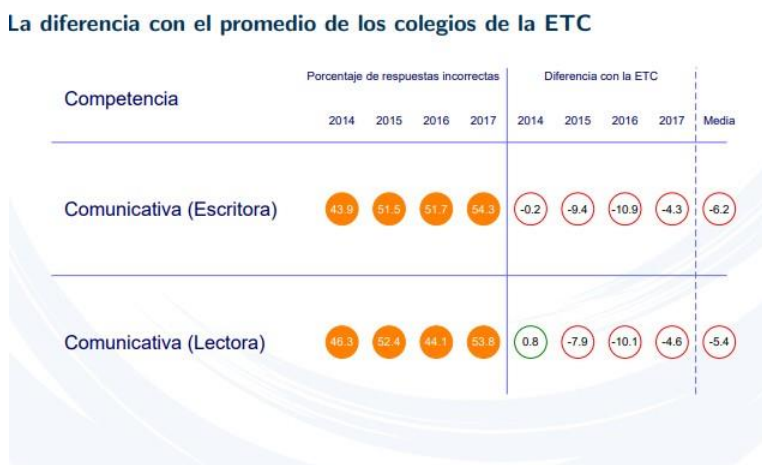 La diferencia con el promedio de los colegios de la ETC
Porcentaje de respuestas incorrectas Diferencia con la ETC
Competencia
2014 2015 2016 2017 2014 2015 2016 2017 Media
Comunicativa (Escritora) 43.9 51.5 51.7 54.3 -0.2 -9.4 -10.9 -4.3 -6.2
Comunicativa (Lectora) 46.3 52.4 44.1 53.8 0.8 -7.9 -10.1 -4.6 -5.4